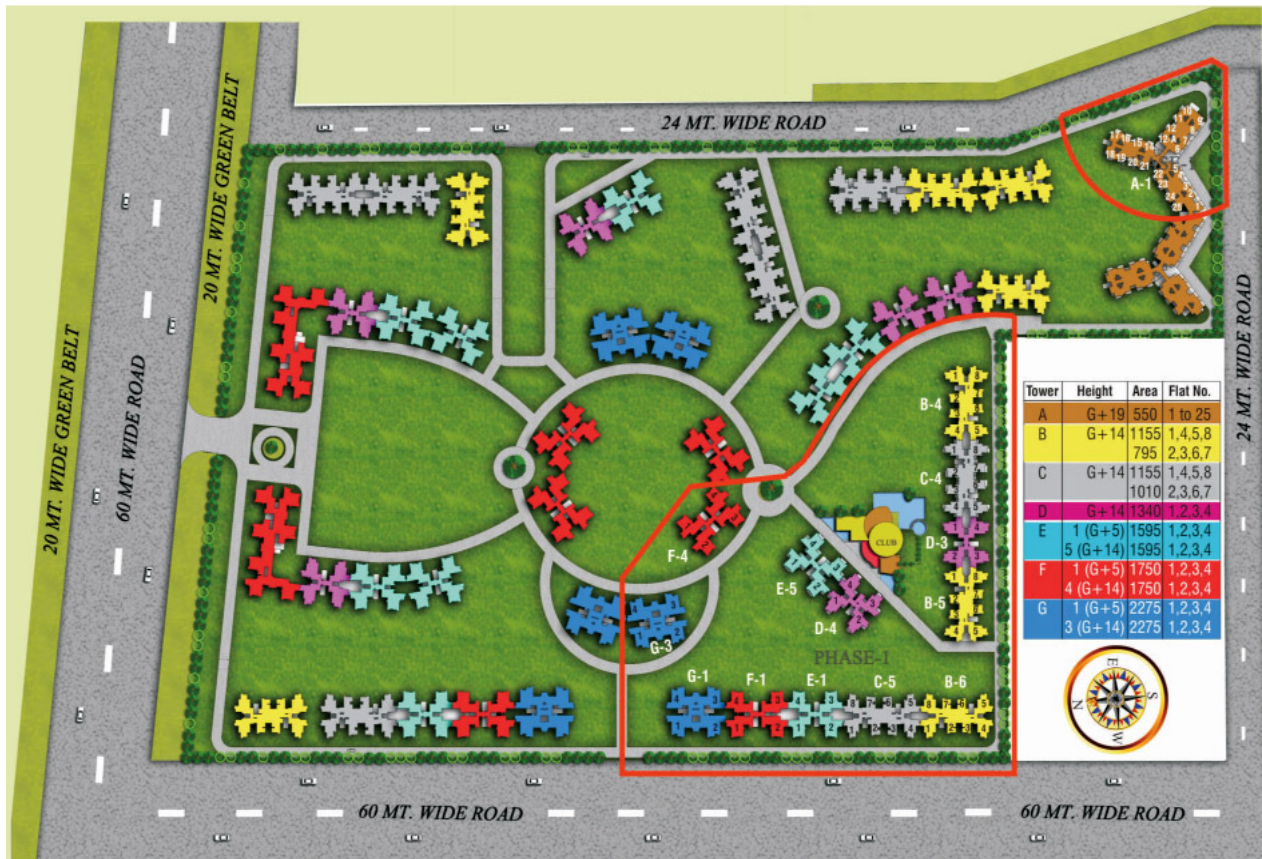 24 MT. WIDE ROAD
20 MT. WIDE GREEN BELT
20 MT. WIDE GREEN BELT
60 MT. WIDE ROAD
24 MT. WIDE ROAD
A-1
B-4
C-4
D-3
B-5
CLUB
F-4
E-5
D-4
G-3
PHASE-1
G-1 F-1 E-1 C-5 B-6
60 MT. WIDE ROAD
60 MT. WIDE ROAD
Tower Height Area Flat No.
A G+19 550 1 to 25
B G+14 1155 1,4,5,8
795 2,3,6,7
C G+14 1155 1,4,5,8
1010 2,3,6,7
D G+14 1340 1,2,3,4
E 1 (G+5) 1595 1,2,3,4
5 (G+14) 1595 1,2,3,4
F 1 (G+5) 1750 1,2,3,4
4 (G+14) 1750 1,2,3,4
G 1 (G+5) 2275 1,2,3,4
3 (G+14) 2275 1,2,3,4
E
N S
W